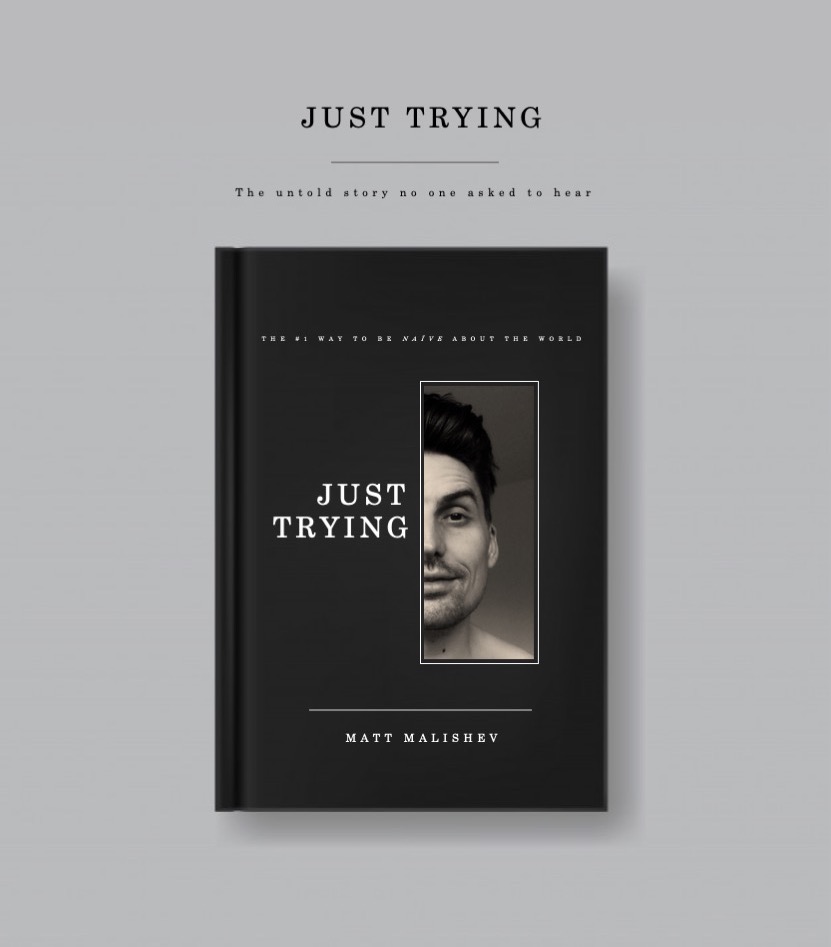 JUST TRYING
The untold story no one asked to hear
THE #1 WAY TO BE NAÏVE ABOUT THE WORLD
JUST
TRYING
MATT MALISHEV